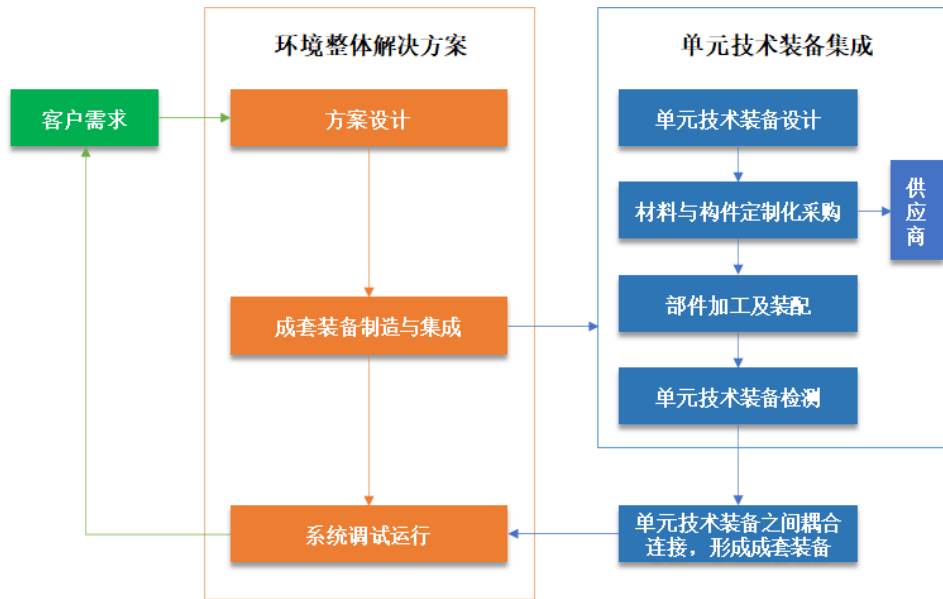 环境整体解决方案
单元技术装备集成
客户需求
方案设计
单元技术装备设计
材料与构件定制化采购
供
应
商
成套装备制造与集成
部件加工及装配
单元技术装备检测
系统调试运行
单元技术装备之间耦合
连接，形成成套装备